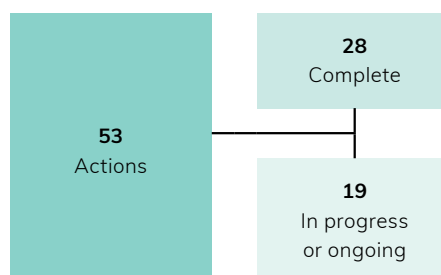 53
Actions
28
Complete
19
In progress
or ongoing